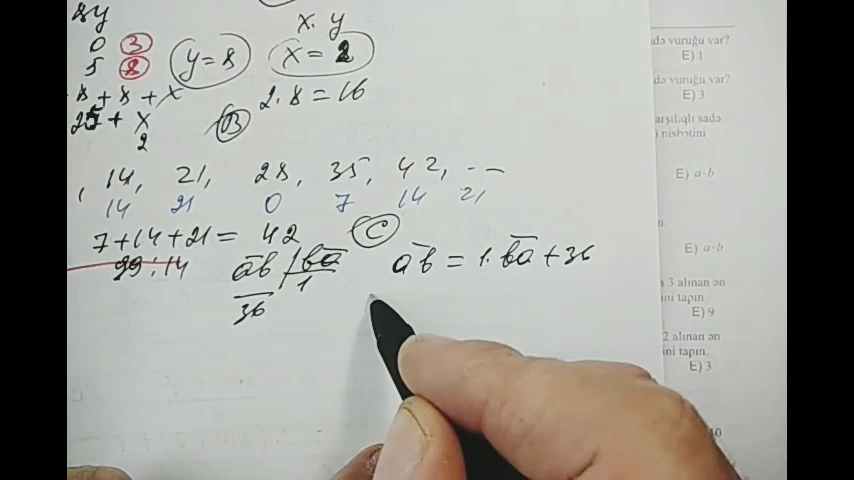 8y
x. y
0 3
5 8
y=8
x=2
8+8+x
2·8=16
25+x
2
B
, 14, 21, 28, 35, 42, --
14 21 0 7 14 21
7+14+21= 42
C
99:14
ab ba
1
36
ab = 1·ba+36
də vuruğu var?
E) 1
də vuruğu var?
E) 3
arşılıqlı sadə
) nisbətini
E) a·b
n.
E) a·b
a 3 alınan ən
ini tapın.
E) 9
2 alınan ən
ini tapın.
E) 3
10